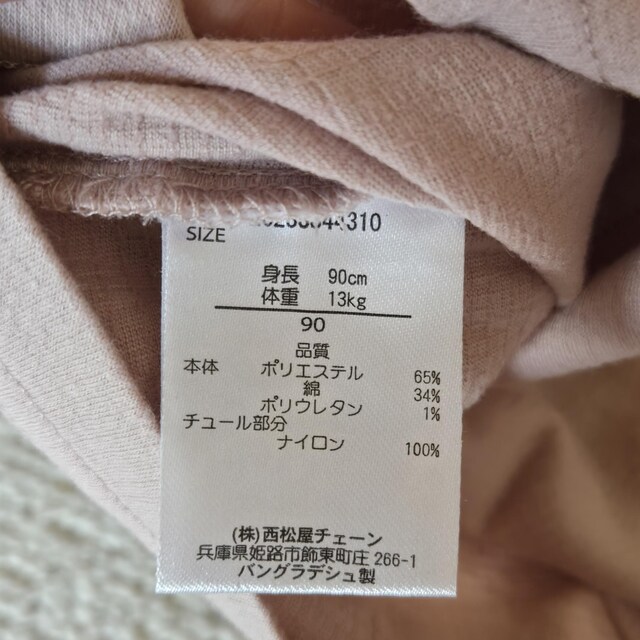 SIZE
身長 90cm
体重 13kg
90
品質
本体 ポリエステル 65%
綿 34%
ポリウレタン 1%
チュール部分
ナイロン 100%
(株)西松屋チェーン
兵庫県姫路市飾東町庄 266-1
バングラデシュ製